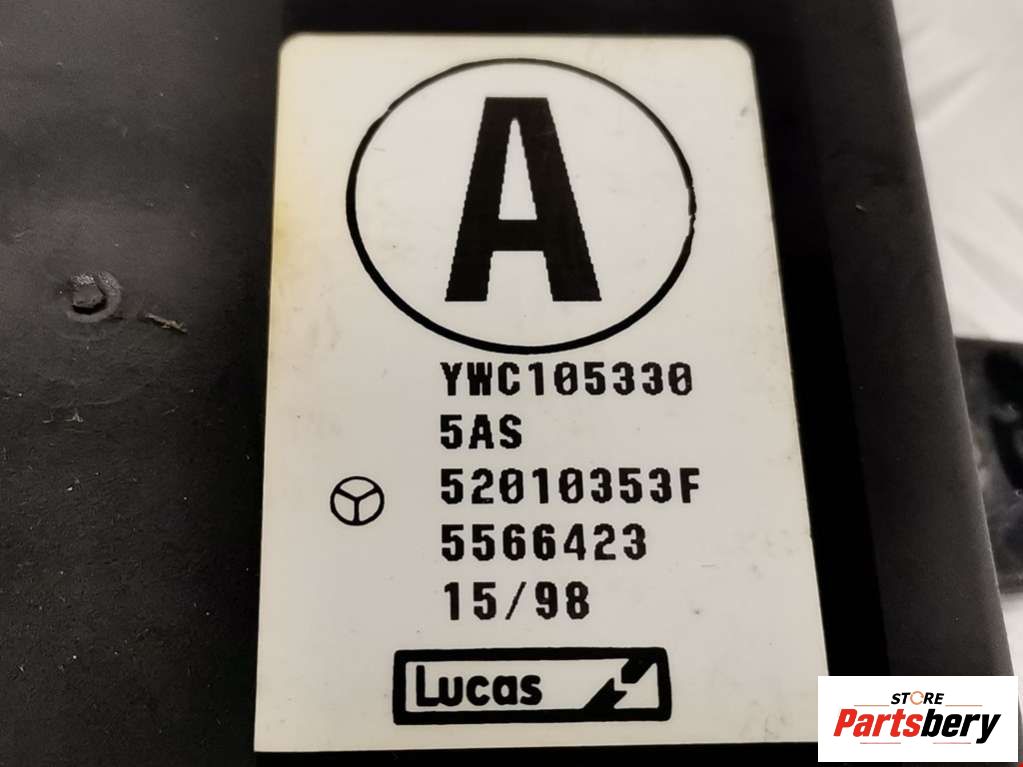 A
YWC105330
5AS
52010353F
5566423
15/98
Lucas
STORE
Partsbery